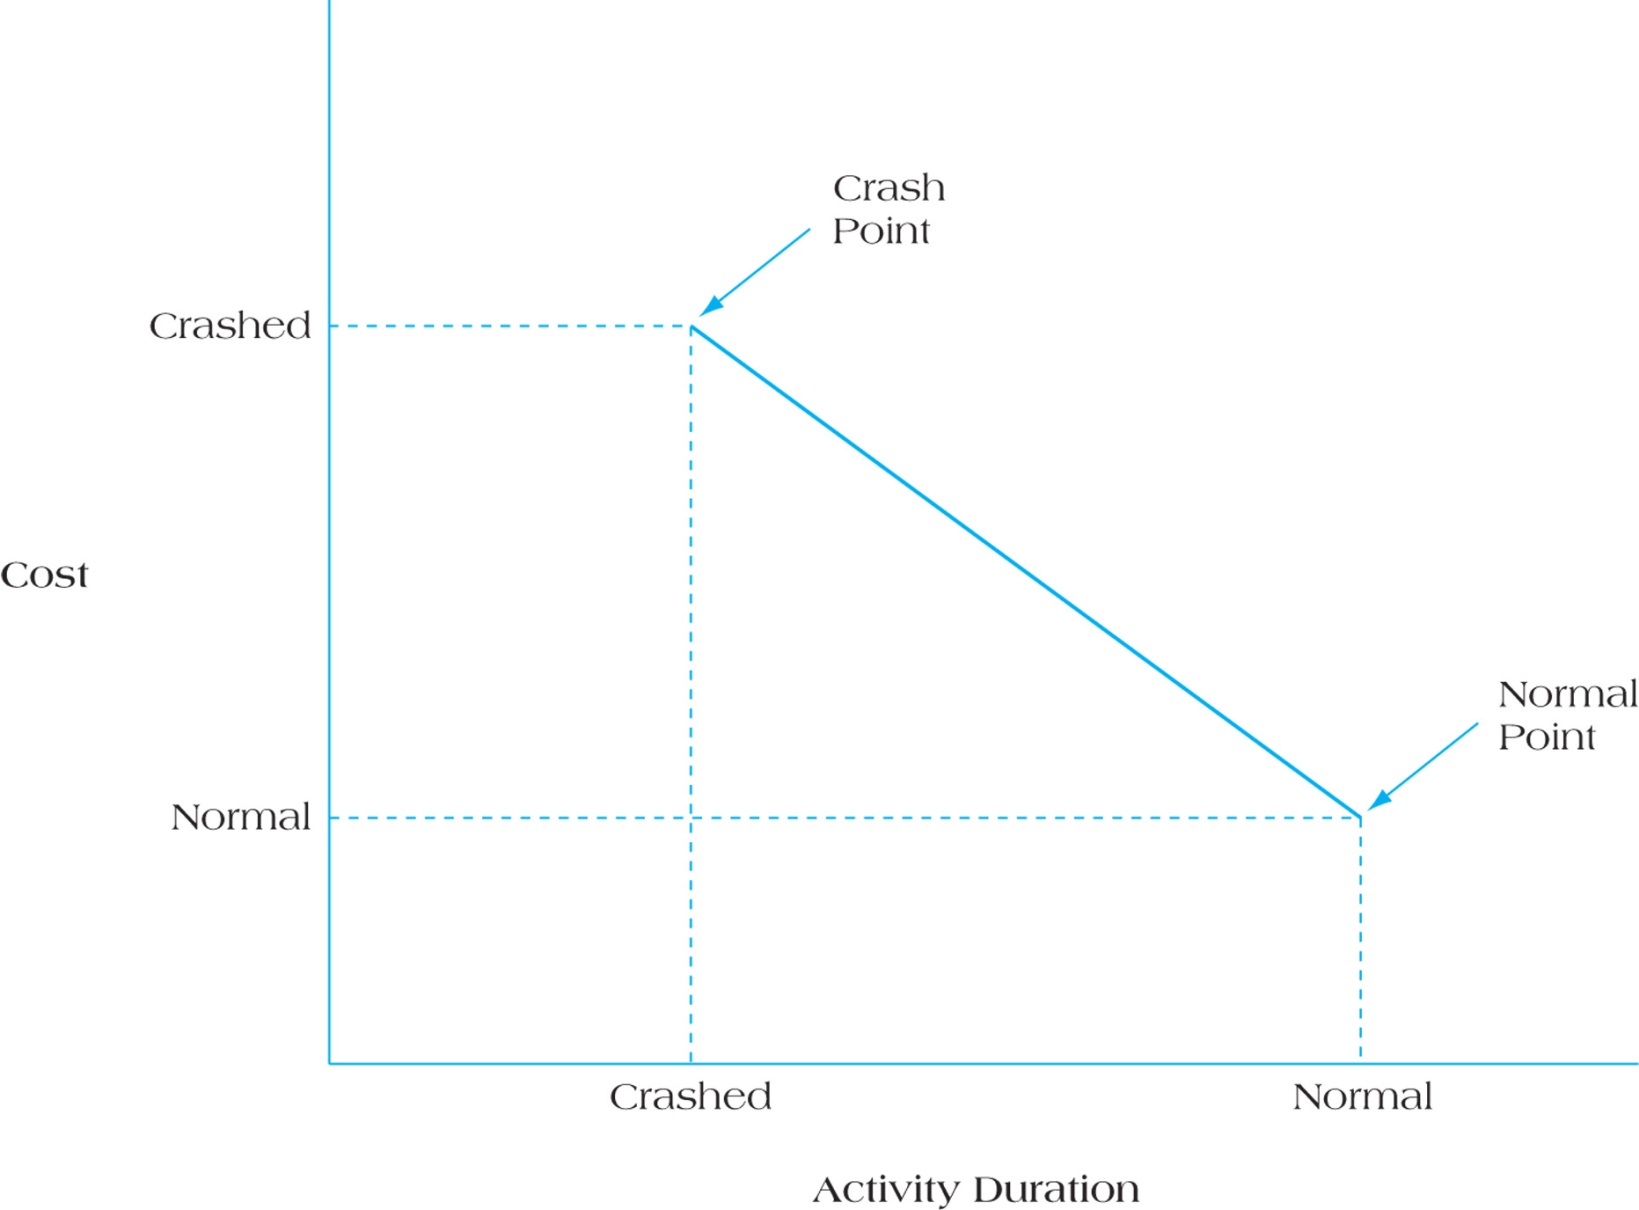 Crash
Point
Crashed
Cost
Normal
Point
Normal
Crashed
Normal
Activity Duration